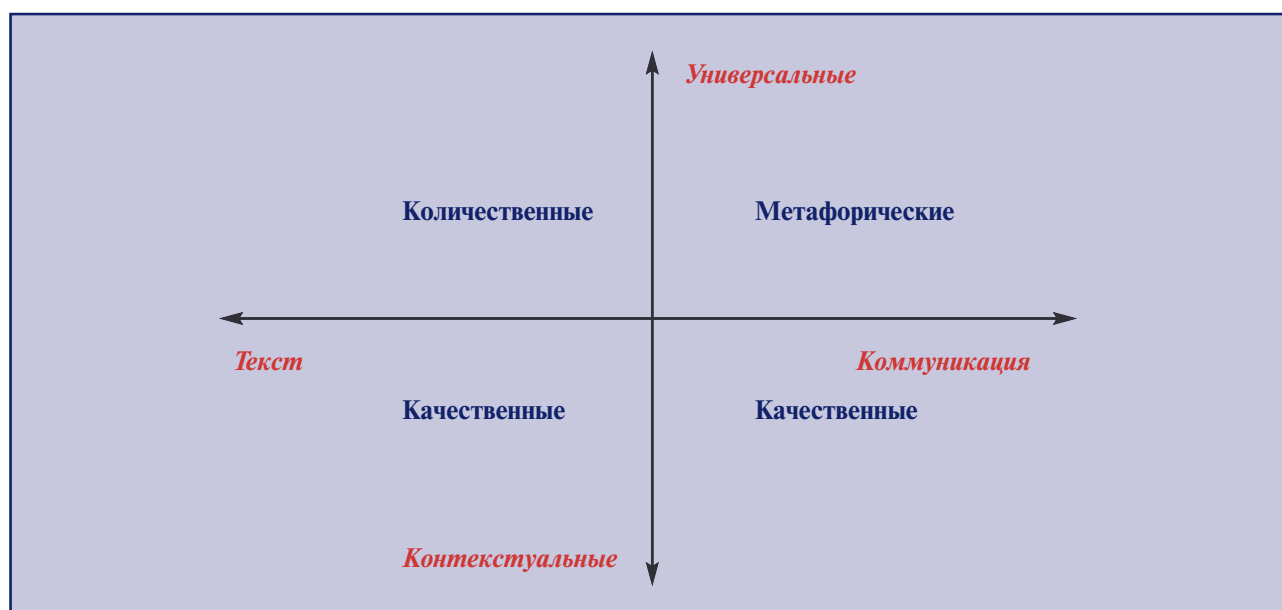 Универсальные
Количественные
Метафорические
Текст
Коммуникация
Качественные
Качественные
Контекстуальные